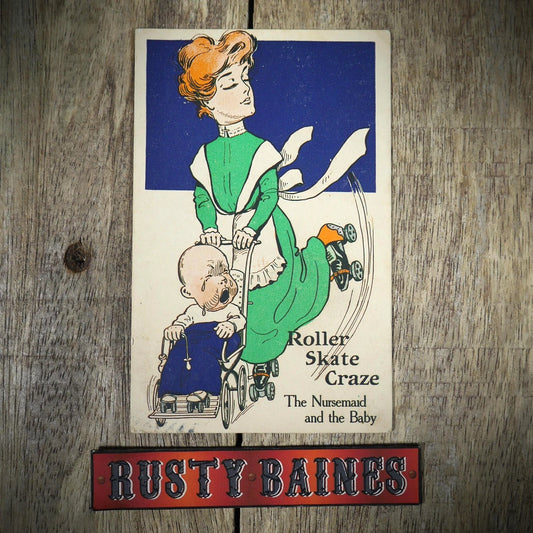 Roller
Skate
Craze
The Nursemaid
and the Baby
RUSTY BAINES